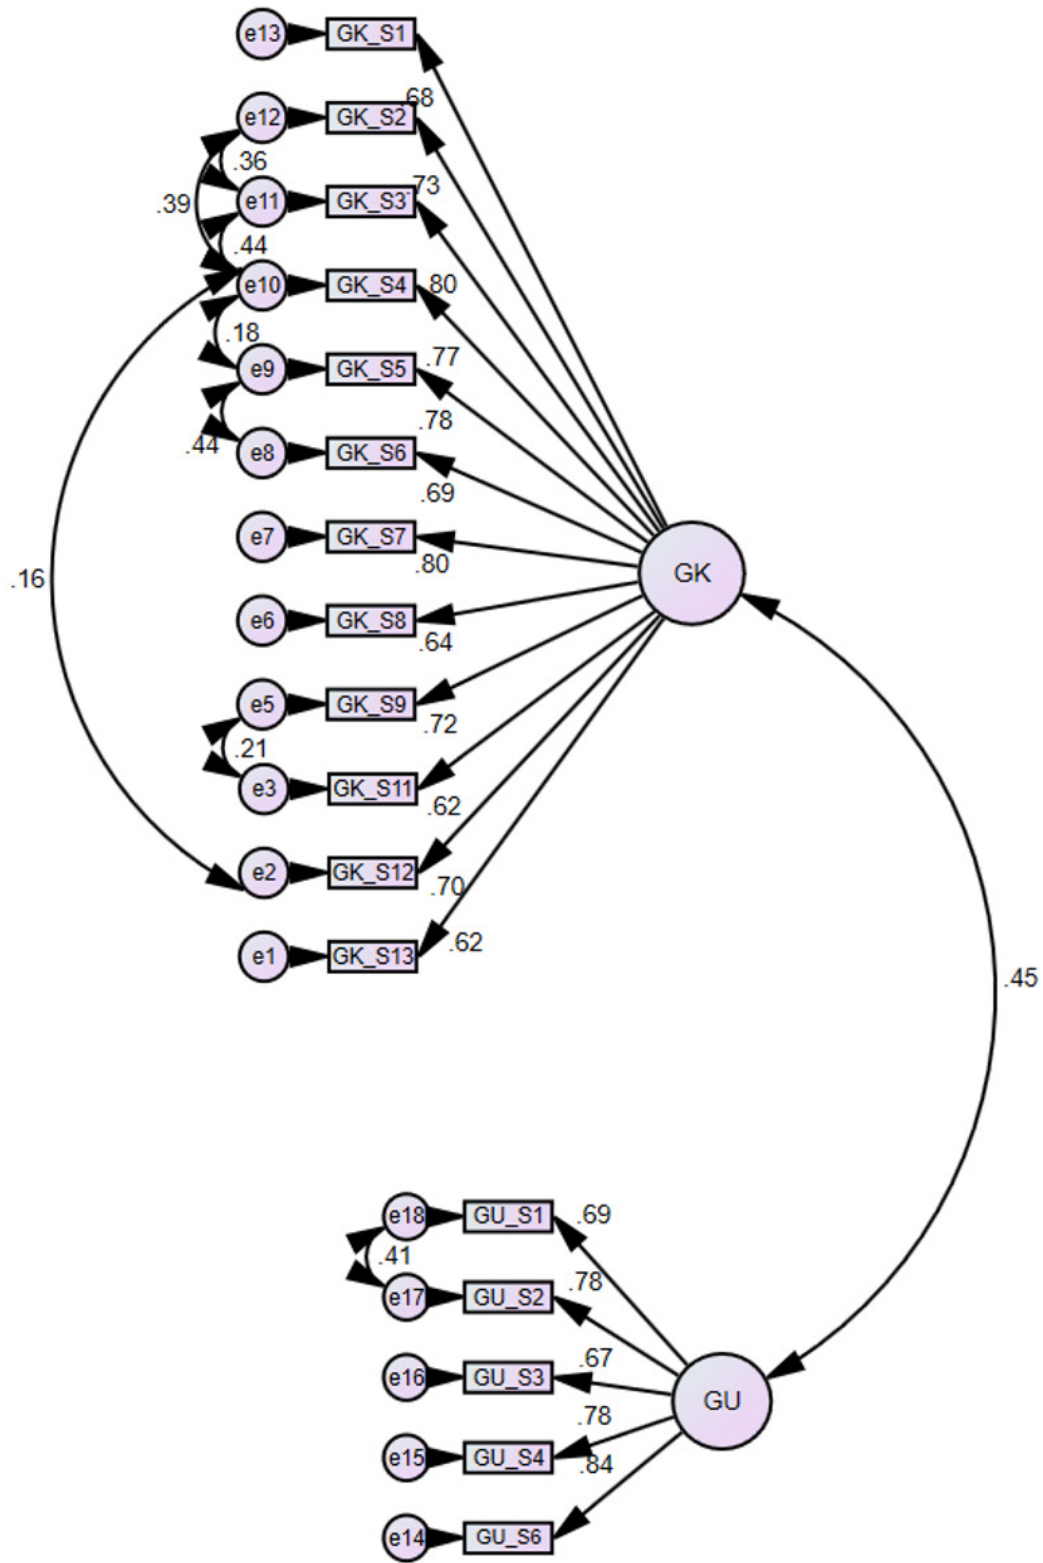 e13 GK_S1
.68
e12 GK_S2
.36
.73
.39 e11 GK_S3
.44
e10 GK_S4 .80
.18 .77
e9 GK_S5
.78
.44 e8 GK_S6
.69
e7 GK_S7
.80
GK
.16
e6 GK_S8
.64
e5 GK_S9
.72
.21
e3 GK_S11
.62
e2 GK_S12
.70
e1 GK_S13 .62
.45
e18 GU_S1 .69
.41
.78
e17 GU_S2
.67
e16 GU_S3
GU
.78
e15 GU_S4 .84
e14 GU_S6